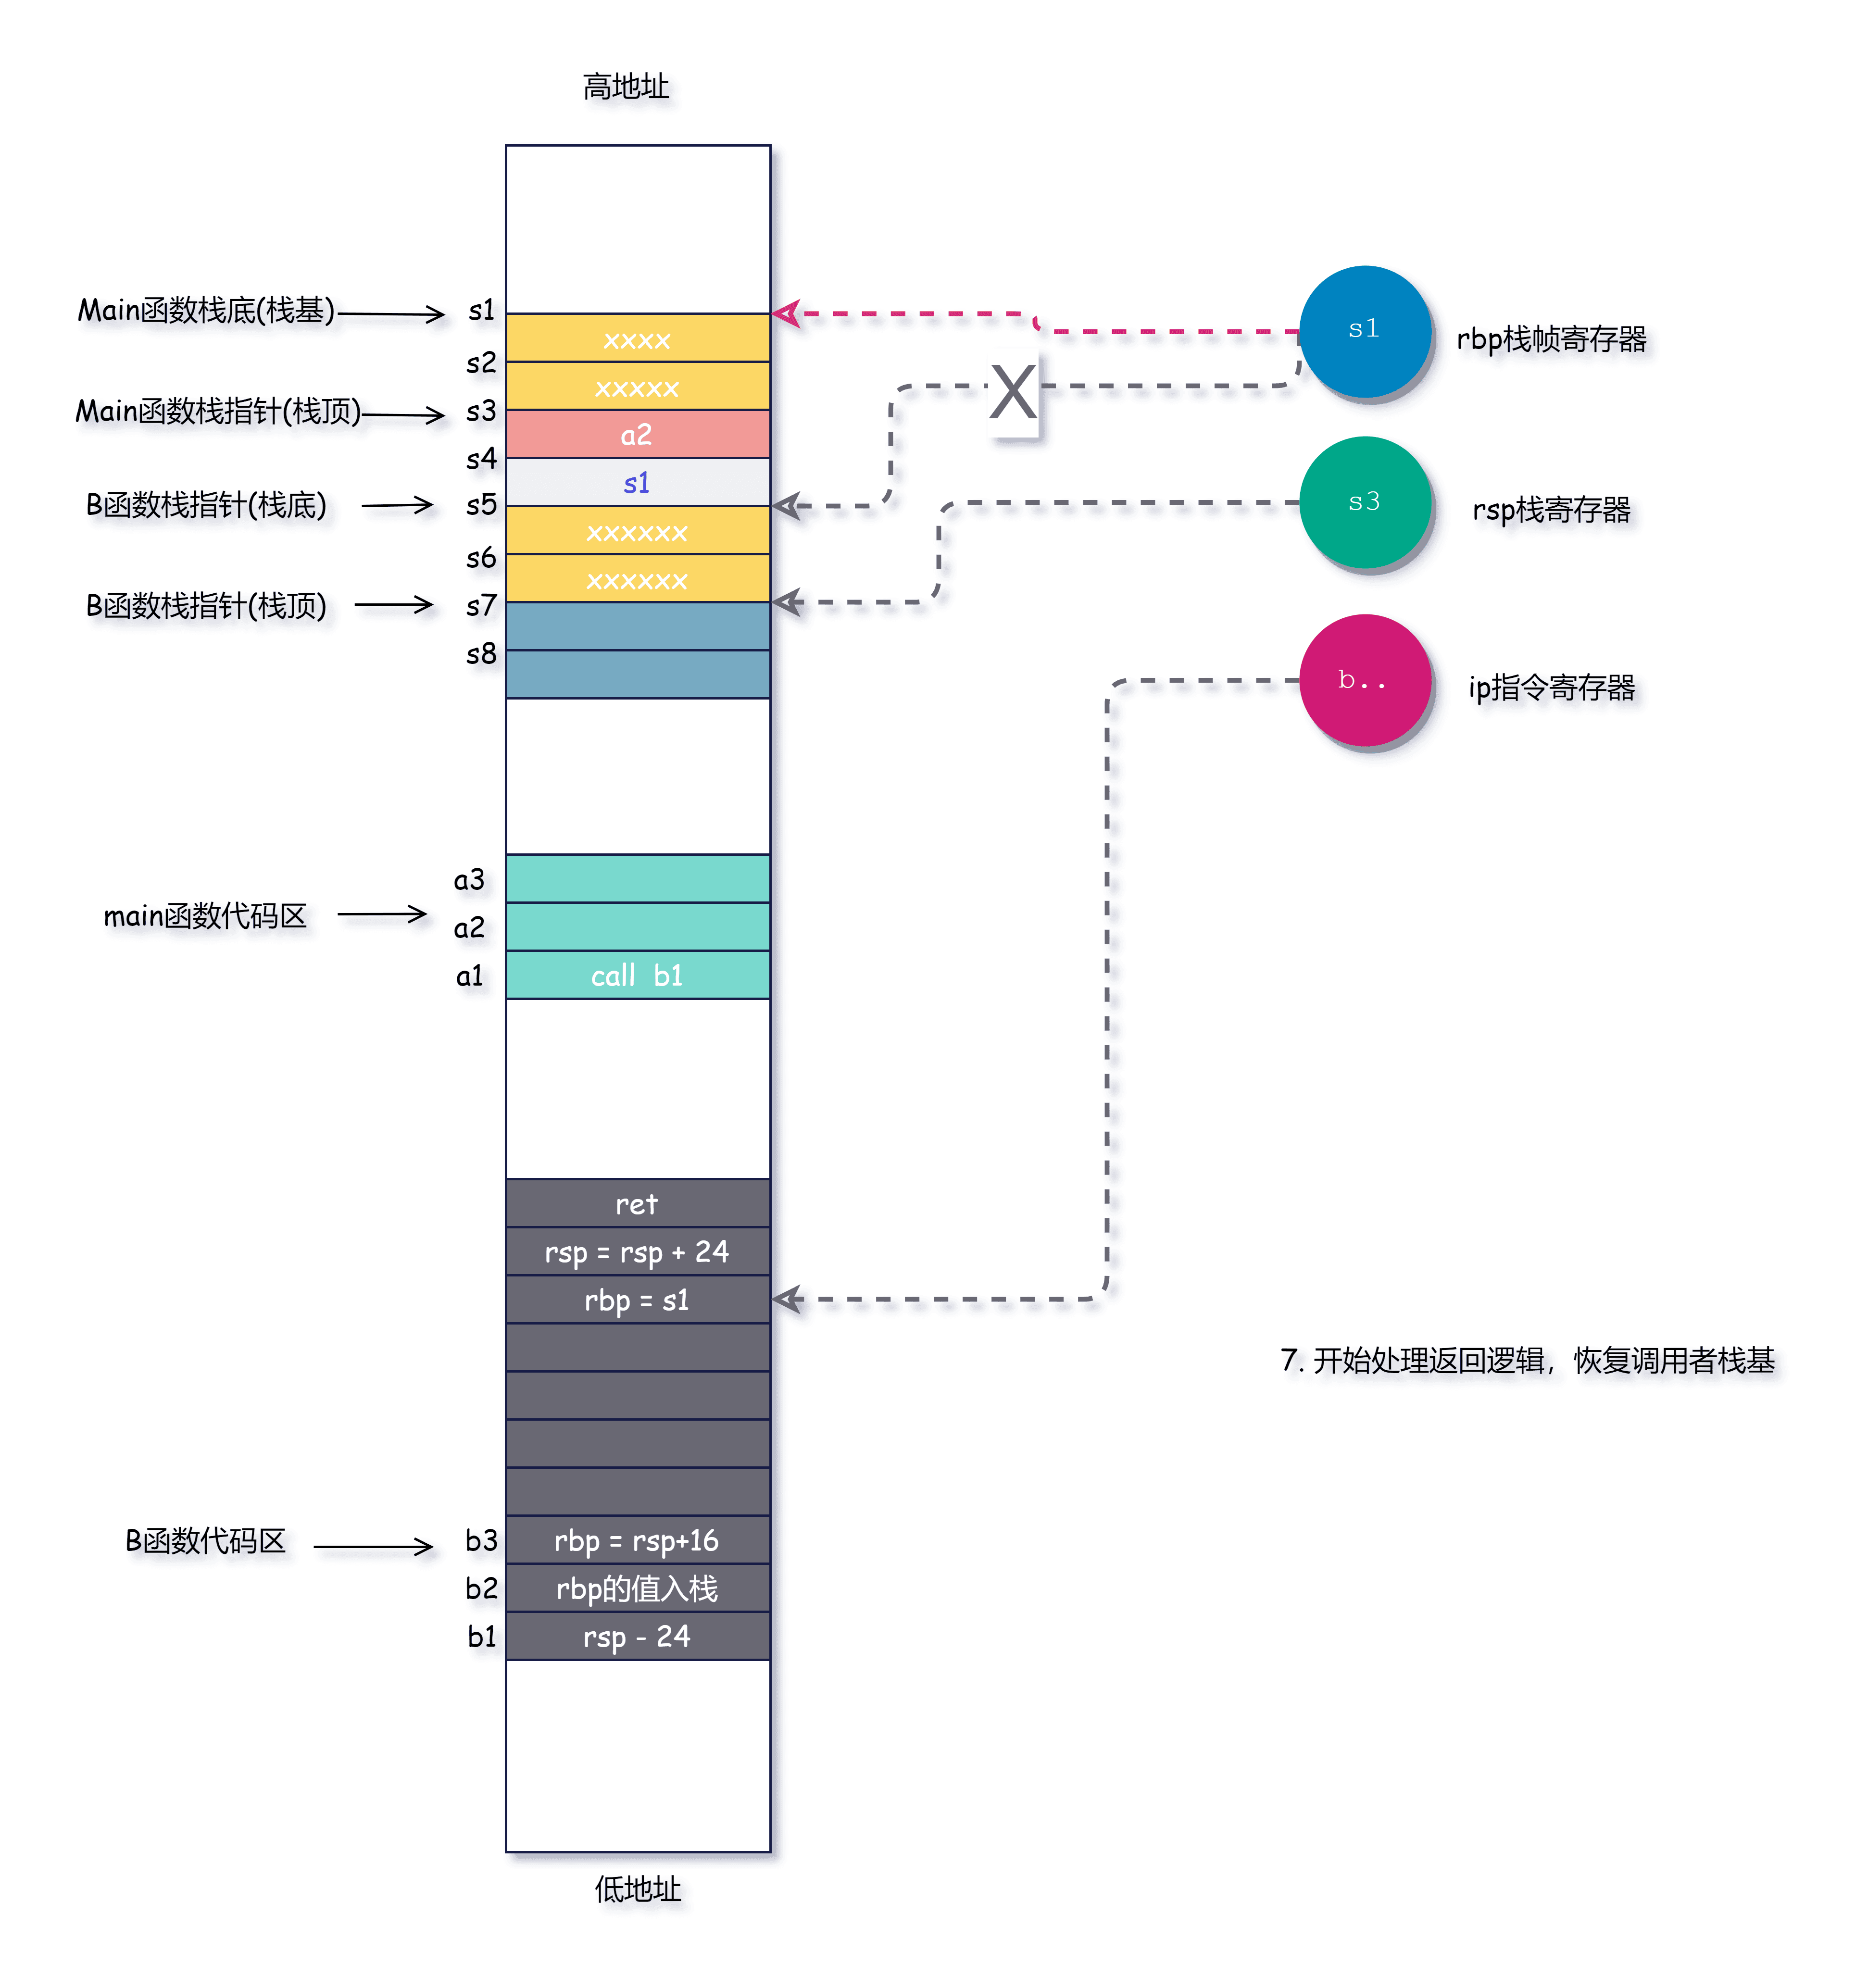 高地址
Main函数栈底(栈基)
s1
xxxx
s2
xxxxx
Main函数栈指针(栈顶)
s3
a2
s4
s1
B函数栈指针(栈底)
s5
xxxxxx
s6
xxxxxx
B函数栈指针(栈顶)
s7
s8
X
s1
rbp栈帧寄存器
s3
rsp栈寄存器
b..
ip指令寄存器
a3
main函数代码区
a2
a1
call b1
ret
rsp = rsp + 24
rbp = s1
7. 开始处理返回逻辑，恢复调用者栈基
B函数代码区
b3
rbp = rsp+16
b2
rbp的值入栈
b1
rsp - 24
低地址